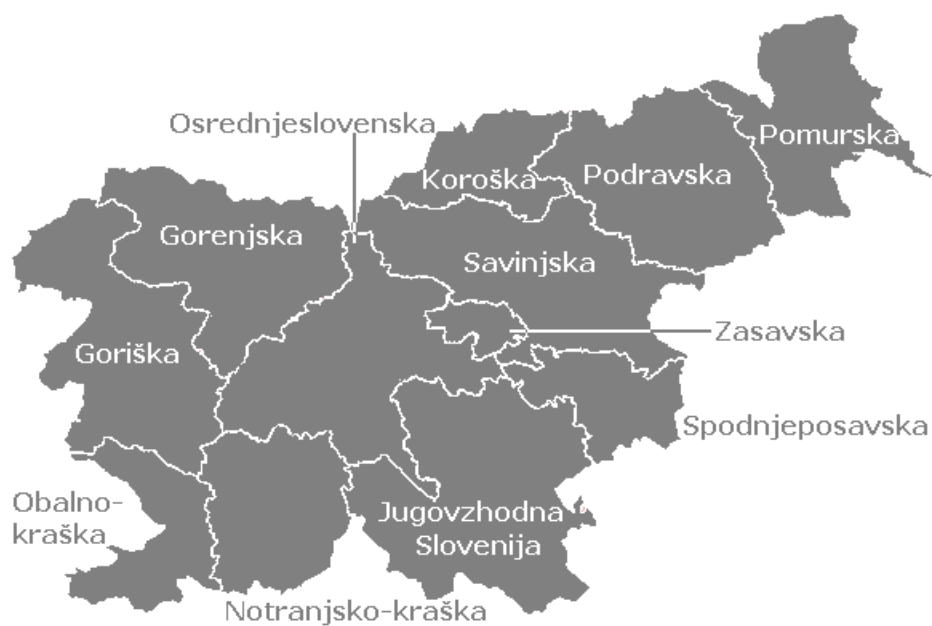 Osrednjeslovenska
Pomurska
Koroška
Podravska
Gorenjska
Savinjska
Zasavska
Goriška
Spodnjeposavska
Obalno-
kraška
Jugovzhodna
Slovenija
Notranjsko-kraška